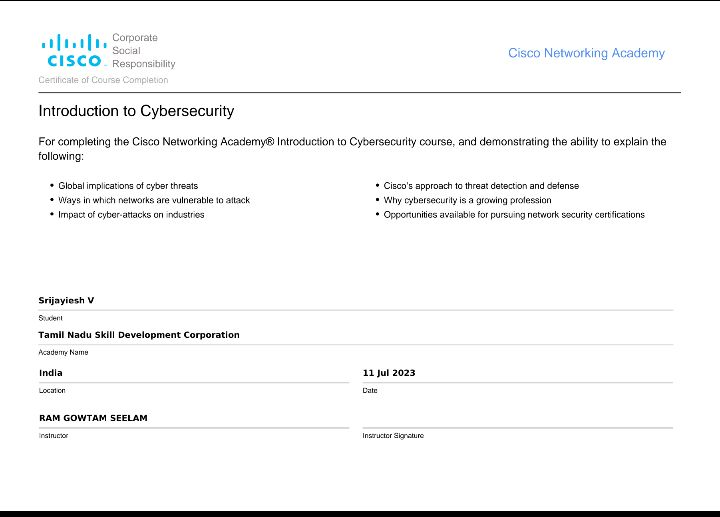 Corporate
Social
Responsibility
CISCO
Cisco Networking Academy
Certificate of Course Completion
Introduction to Cybersecurity
For completing the Cisco Networking Academy® Introduction to Cybersecurity course, and demonstrating the ability to explain the
following:
• Global implications of cyber threats
• Ways in which networks are vulnerable to attack
• Impact of cyber-attacks on industries
• Cisco's approach to threat detection and defense
• Why cybersecurity is a growing profession
• Opportunities available for pursuing network security certifications
Srijayiesh V
Student
Tamil Nadu Skill Development Corporation
Academy Name
India
Location
11 Jul 2023
Date
RAM GOWTAM SEELAM
Instructor
Instructor Signature